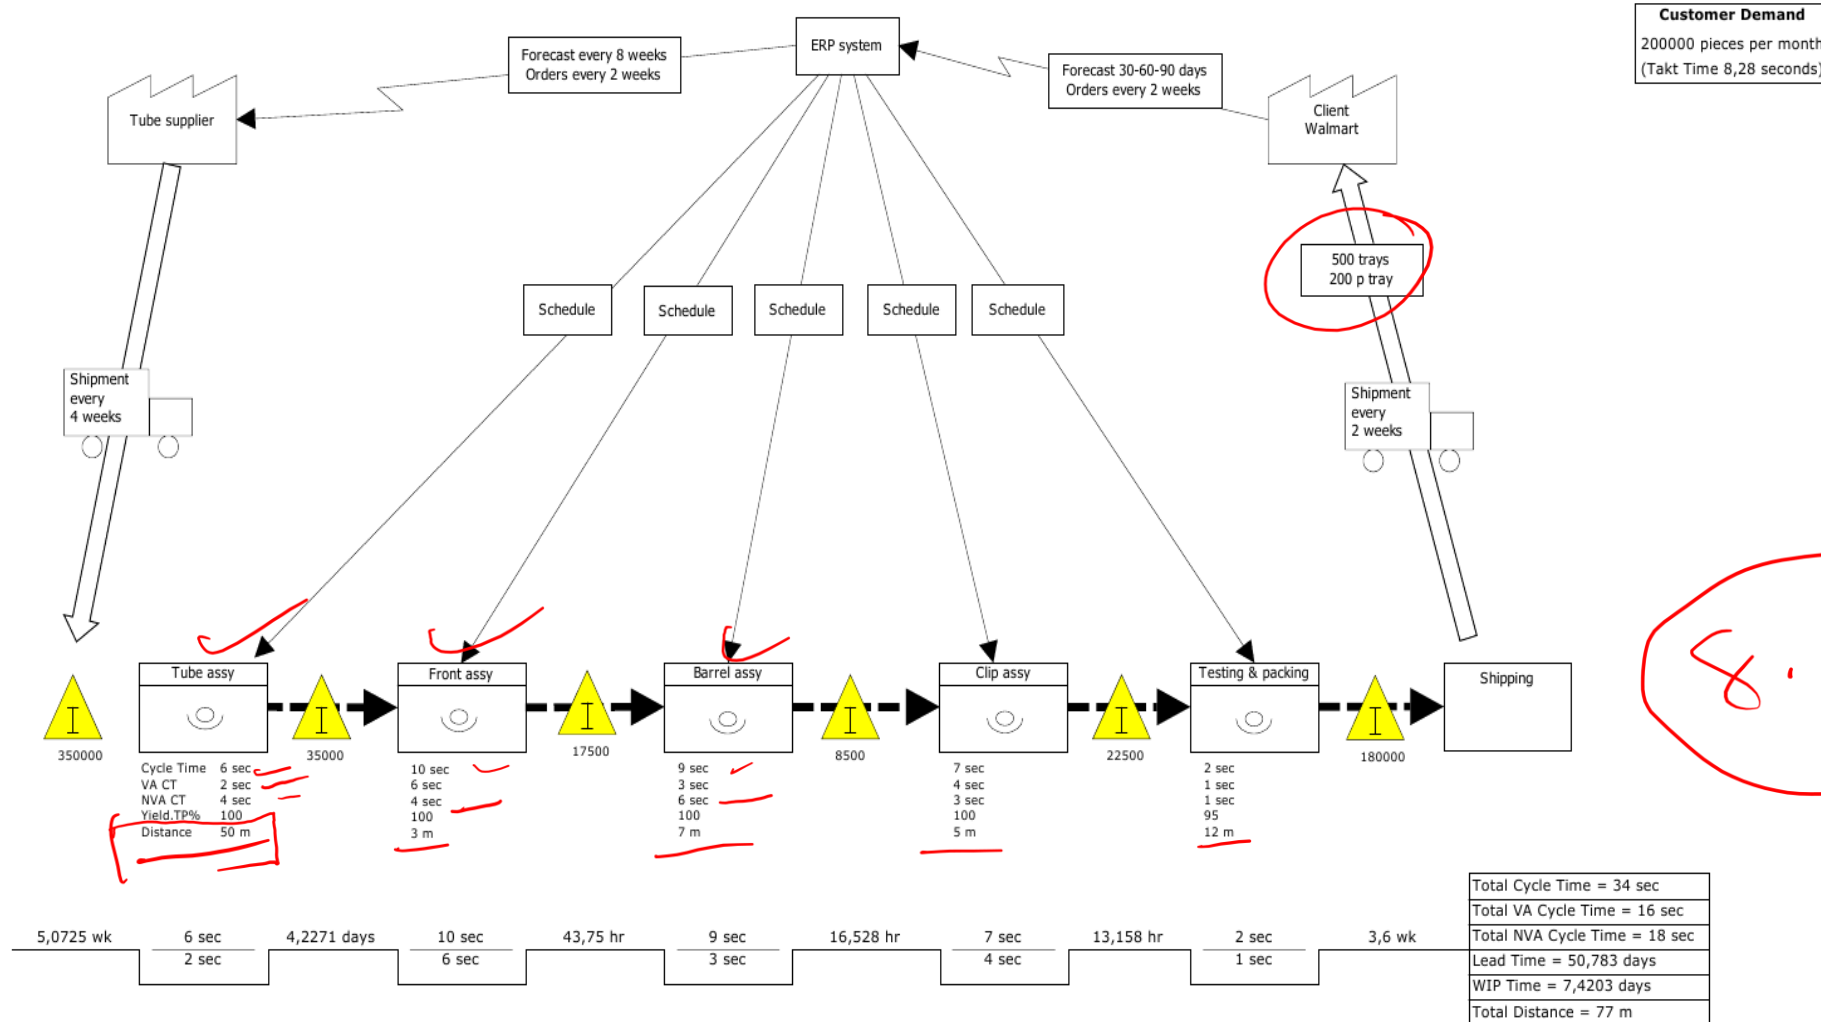 Customer Demand
200000 pieces per month
(Takt Time 8,28 seconds)
ERP system
Forecast every 8 weeks
Orders every 2 weeks
Forecast 30-60-90 days
Orders every 2 weeks
Tube supplier
Client
Walmart
500 trays
200 p tray
Schedule
Schedule
Schedule
Schedule
Schedule
Shipment
every
4 weeks
Shipment
every
2 weeks
8.
Tube assy
Front assy
Barrel assy
Clip assy
Testing & packing
Shipping
I
I
I
I
I
I
350000
35000
17500
8500
22500
180000
Cycle Time 6 sec
VA CT 2 sec
NVA CT 4 sec
Yield.TP% 100
Distance 50 m
10 sec
6 sec
4 sec
100
3 m
9 sec
3 sec
6 sec
100
7 m
7 sec
4 sec
3 sec
100
5 m
2 sec
1 sec
1 sec
95
12 m
5,0725 wk
6 sec
2 sec
4,2271 days
10 sec
6 sec
43,75 hr
9 sec
3 sec
16,528 hr
7 sec
4 sec
13,158 hr
2 sec
1 sec
3,6 wk
Total Cycle Time = 34 sec
Total VA Cycle Time = 16 sec
Total NVA Cycle Time = 18 sec
Lead Time = 50,783 days
WIP Time = 7,4203 days
Total Distance = 77 m